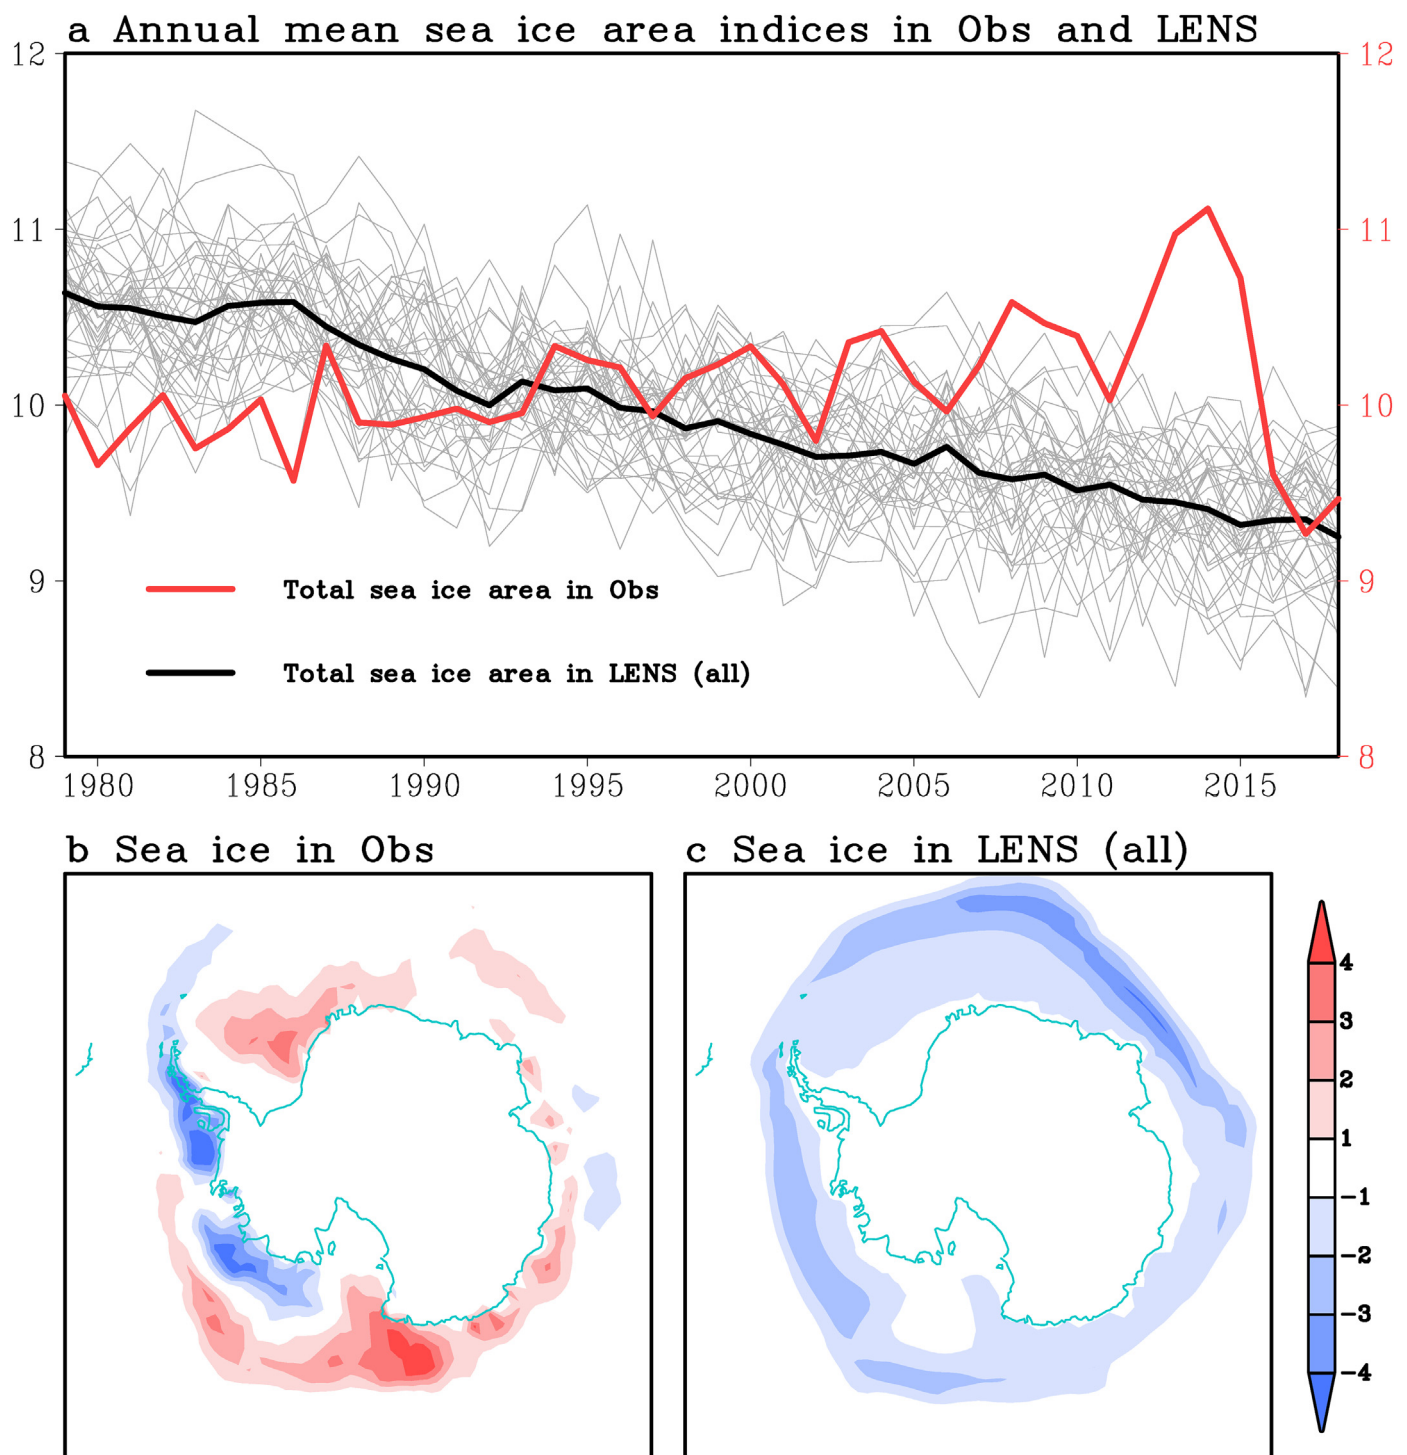 a Annual mean sea ice area indices in Obs and LENS
12 12
11 11
10 10
9 9
Total sea ice area in Obs
Total sea ice area in LENS (all)
8 8
1980 1985 1990 1995 2000 2005 2010 2015
b Sea ice in Obs
c Sea ice in LENS (all)
4
3
2
1
−1
−2
−3
−4